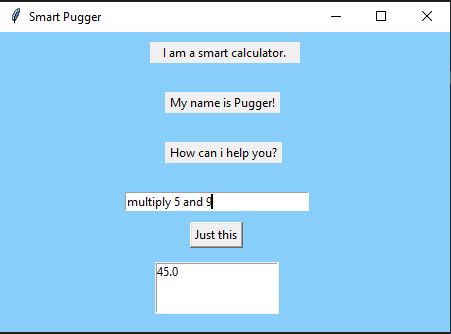 Smart Pugger
I am a smart calculator.
My name is Pugger!
How can i help you?
multiply 5 and 9
Just this
45.0